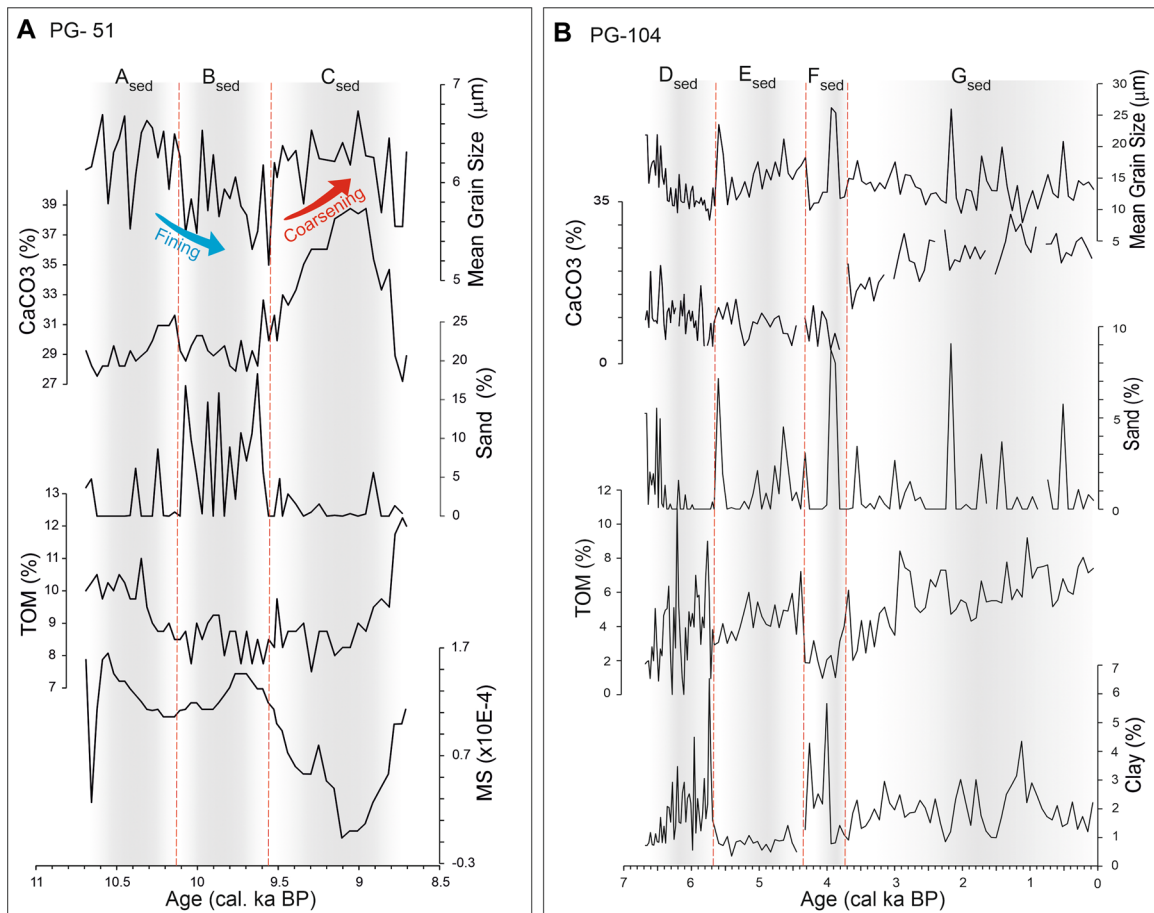 A PG- 51
A sed B sed C sed
7
6
5
Mean Grain Size (μm)
39
37
35
33
31
29
27
CaCO3 (%)
Fining
Coarsening
25
20
15
10
5
0
Sand (%)
13
12
11
10
9
8
7
TOM (%)
1.7
0.7
-0.3
MS (x10E-4)
11 10.5 10 9.5 9 8.5
Age (cal. ka BP)
B PG-104
D sed E sed F sed G sed
30
25
20
15
10
5
Mean Grain Size (μm)
35
0
CaCO3 (%)
10
0
Sand (%)
12
10
8
6
4
2
0
TOM (%)
7
6
5
4
3
2
1
0
Clay (%)
7 6 5 4 3 2 1 0
Age (cal ka BP)